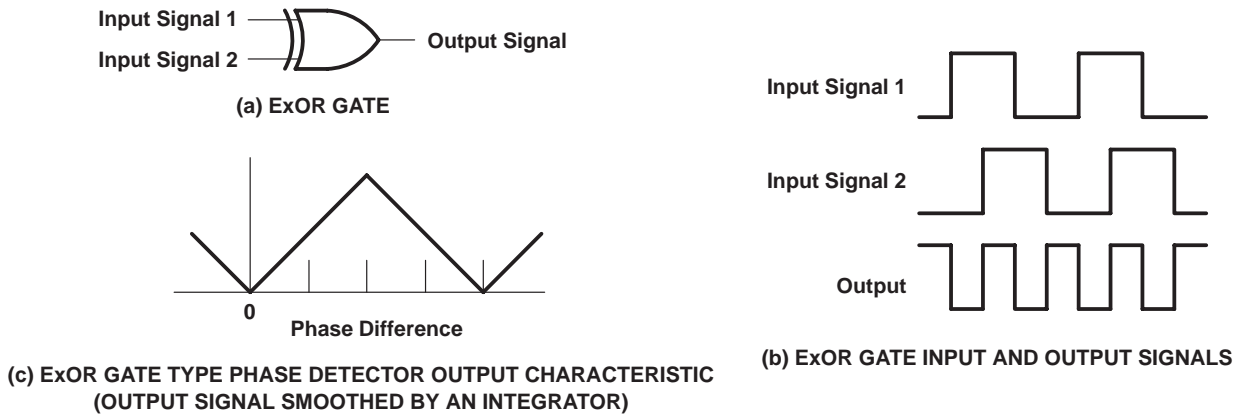 Input Signal 1
Input Signal 2
Output Signal
(a) ExOR GATE
0
Phase Difference
(c) ExOR GATE TYPE PHASE DETECTOR OUTPUT CHARACTERISTIC
(OUTPUT SIGNAL SMOOTHED BY AN INTEGRATOR)
Input Signal 1
Input Signal 2
Output
(b) ExOR GATE INPUT AND OUTPUT SIGNALS